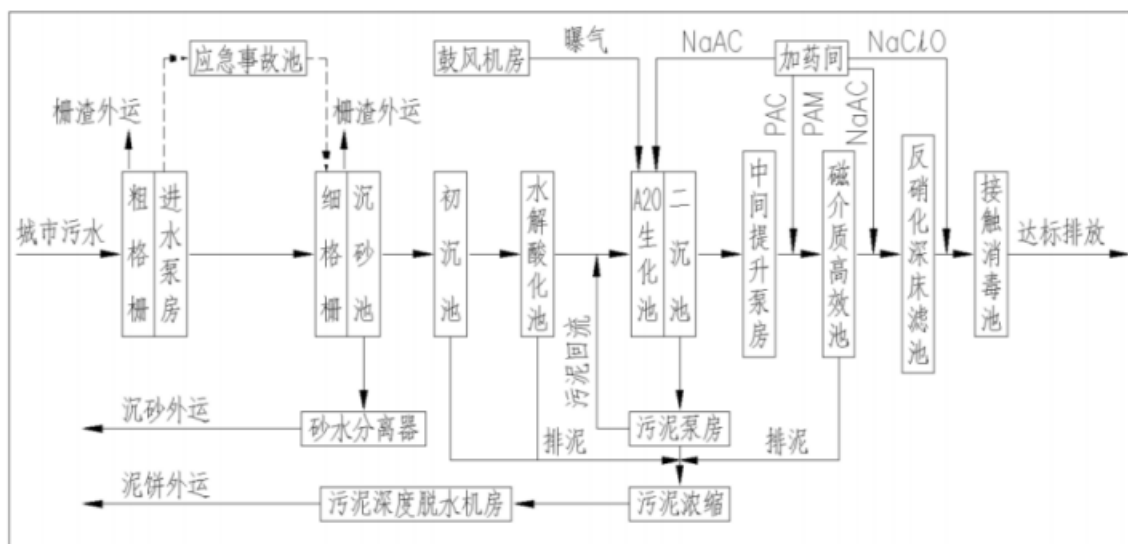 应急事故池
鼓风机房
曝气
NaAC
加药间
NaClO
栅渣外运
栅渣外运
PAC
PAM
NaAC
城市污水
粗格栅
进水泵房
细格栅
沉砂池
初沉池
水解酸化池
A2O生化池
二沉池
中间提升泵房
磁介质高效池
反硝化深床滤池
接触消毒池
达标排放
污泥回流
沉砂外运
砂水分离器
排泥
污泥泵房
排泥
泥饼外运
污泥深度脱水机房
污泥浓缩